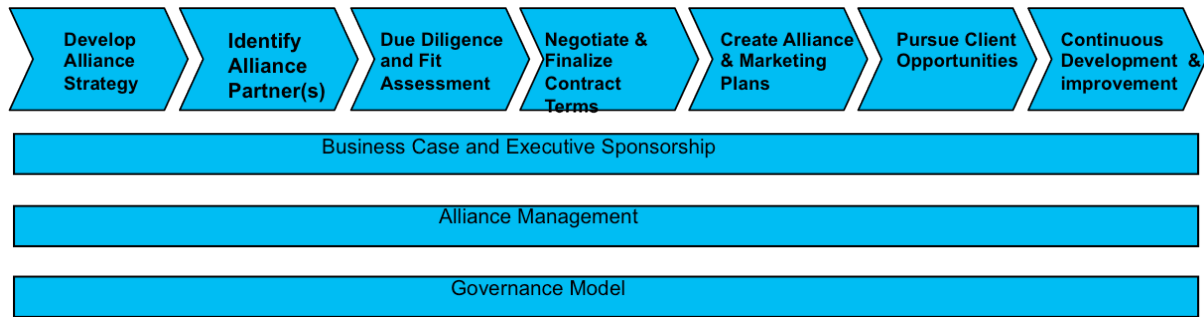 Develop
Alliance
Strategy
Identify
Alliance
Partner(s)
Due Diligence
and Fit
Assessment
Negotiate &
Finalize
Contract
Terms
Create Alliance
& Marketing
Plans
Pursue Client
Opportunities
Continuous
Development &
improvement
Business Case and Executive Sponsorship
Alliance Management
Governance Model